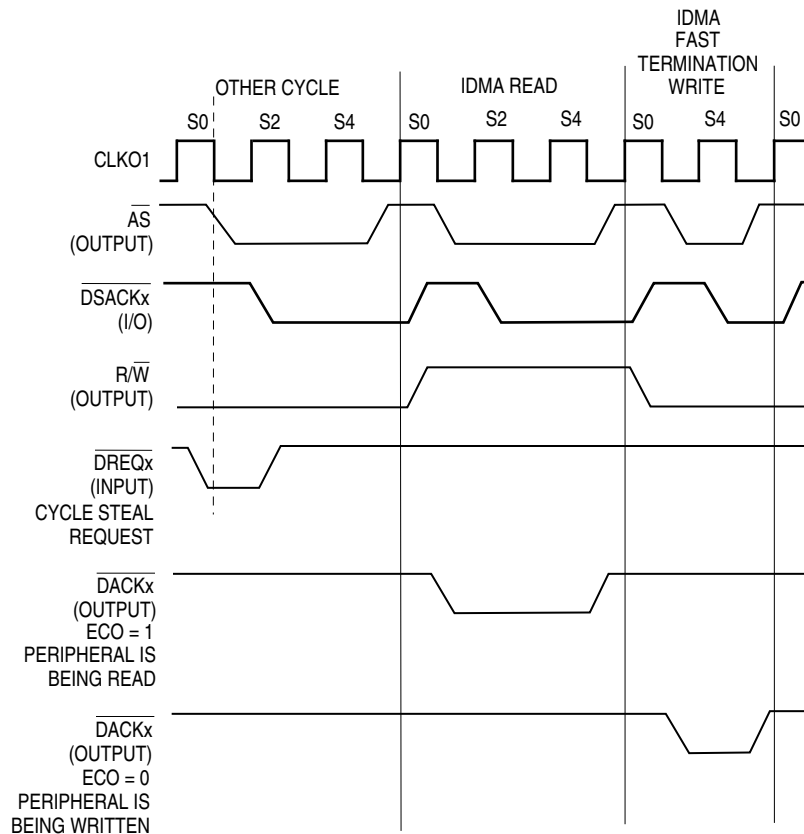 IDMA
FAST
TERMINATION
WRITE
OTHER CYCLE
IDMA READ
S0 S2 S4 S0 S2 S4 S0 S4 S0
CLKO1
AS
(OUTPUT)
DSACKx
(I/O)
R/W
(OUTPUT)
DREQx
(INPUT)
CYCLE STEAL
REQUEST
DACKx
(OUTPUT)
ECO = 1
PERIPHERAL IS
BEING READ
DACKx
(OUTPUT)
ECO = 0
PERIPHERAL IS
BEING WRITTEN